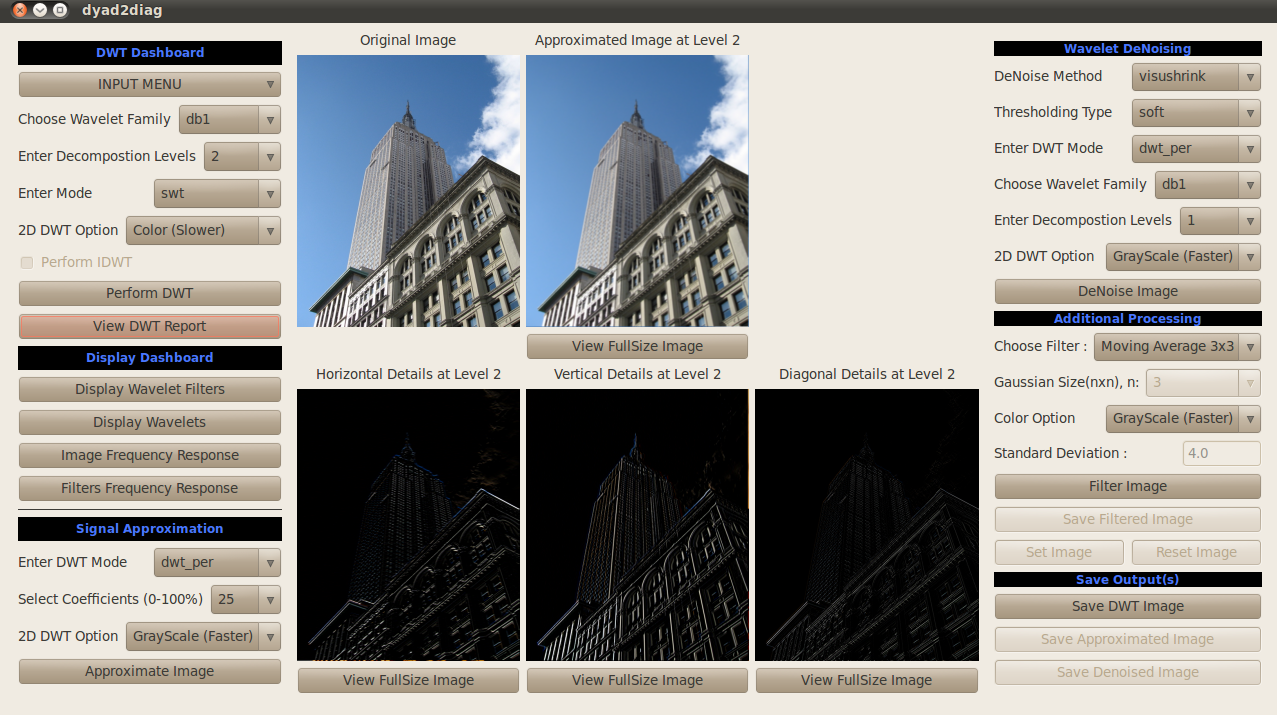 dyad2diag
DWT Dashboard
INPUT MENU
Choose Wavelet Family db1
Enter Decompostion Levels 2
Enter Mode swt
2D DWT Option Color (Slower)
Perform IDWT
Perform DWT
View DWT Report
Display Dashboard
Display Wavelet Filters
Display Wavelets
Image Frequency Response
Filters Frequency Response
Signal Approximation
Enter DWT Mode dwt_per
Select Coefficients (0-100%) 25
2D DWT Option GrayScale (Faster)
Approximate Image
Original Image
Approximated Image at Level 2
View FullSize Image
Horizontal Details at Level 2
Vertical Details at Level 2
Diagonal Details at Level 2
View FullSize Image
View FullSize Image
View FullSize Image
Wavelet DeNoising
DeNoise Method visushrink
Thresholding Type soft
Enter DWT Mode dwt_per
Choose Wavelet Family db1
Enter Decompostion Levels 1
2D DWT Option GrayScale (Faster)
DeNoise Image
Additional Processing
Choose Filter : Moving Average 3x3
Gaussian Size(nxn), n: 3
Color Option GrayScale (Faster)
Standard Deviation : 4.0
Filter Image
Save Filtered Image
Set Image Reset Image
Save Output(s)
Save DWT Image
Save Approximated Image
Save Denoised Image